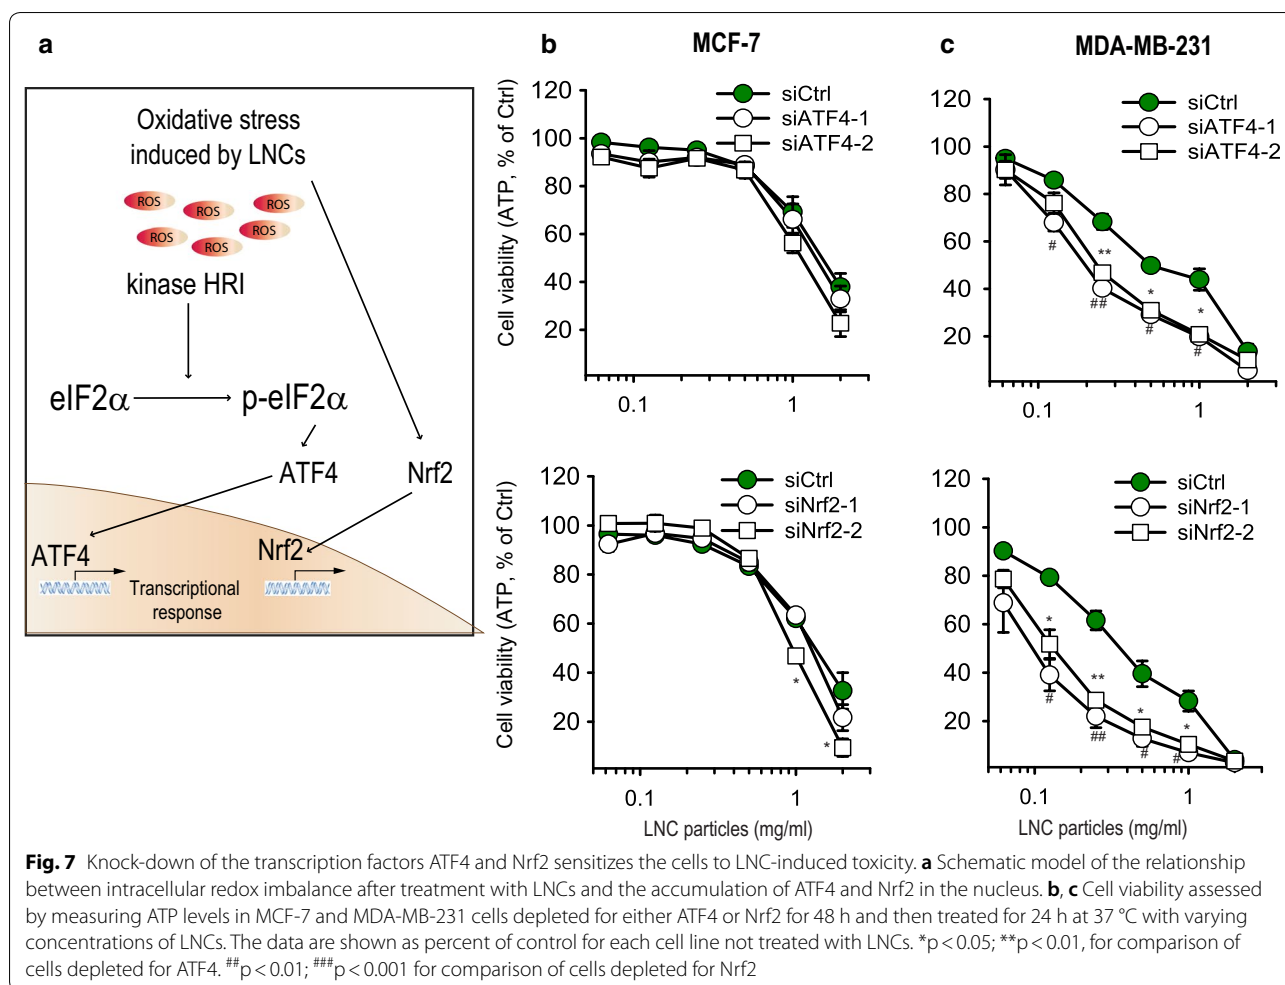 a
Oxidative stress
induced by LNCs
ROS
ROS
ROS
ROS
ROS
ROS
kinase HRI
eIF2α
p-eIF2α
ATF4
Nrf2
ATF4
Nrf2
Transcriptional
response
b
MCF-7
Cell viability (ATP, % of Ctrl)
120
100
80
60
40
20
siCtrl
siATF4-1
siATF4-2
0.1
1
Cell viability (ATP, % of Ctrl)
120
100
80
60
40
20
siCtrl
siNrf2-1
siNrf2-2
*
*
0.1
1
LNC particles (mg/ml)
c
MDA-MB-231
120
100
80
60
40
20
siCtrl
siATF4-1
siATF4-2
#
**
##
*
#
*
#
0.1
1
120
100
80
60
40
20
siCtrl
siNrf2-1
siNrf2-2
*
#
**
##
*
#
*
#
0.1
1
LNC particles (mg/ml)
Fig. 7 Knock-down of the transcription factors ATF4 and Nrf2 sensitizes the cells to LNC-induced toxicity. a Schematic model of the relationship
between intracellular redox imbalance after treatment with LNCs and the accumulation of ATF4 and Nrf2 in the nucleus. b, c Cell viability assessed
by measuring ATP levels in MCF-7 and MDA-MB-231 cells depleted for either ATF4 or Nrf2 for 48 h and then treated for 24 h at 37 °C with varying
concentrations of LNCs. The data are shown as percent of control for each cell line not treated with LNCs. *p < 0.05; **p < 0.01, for comparison of
cells depleted for ATF4. ##p < 0.01; ###p < 0.001 for comparison of cells depleted for Nrf2